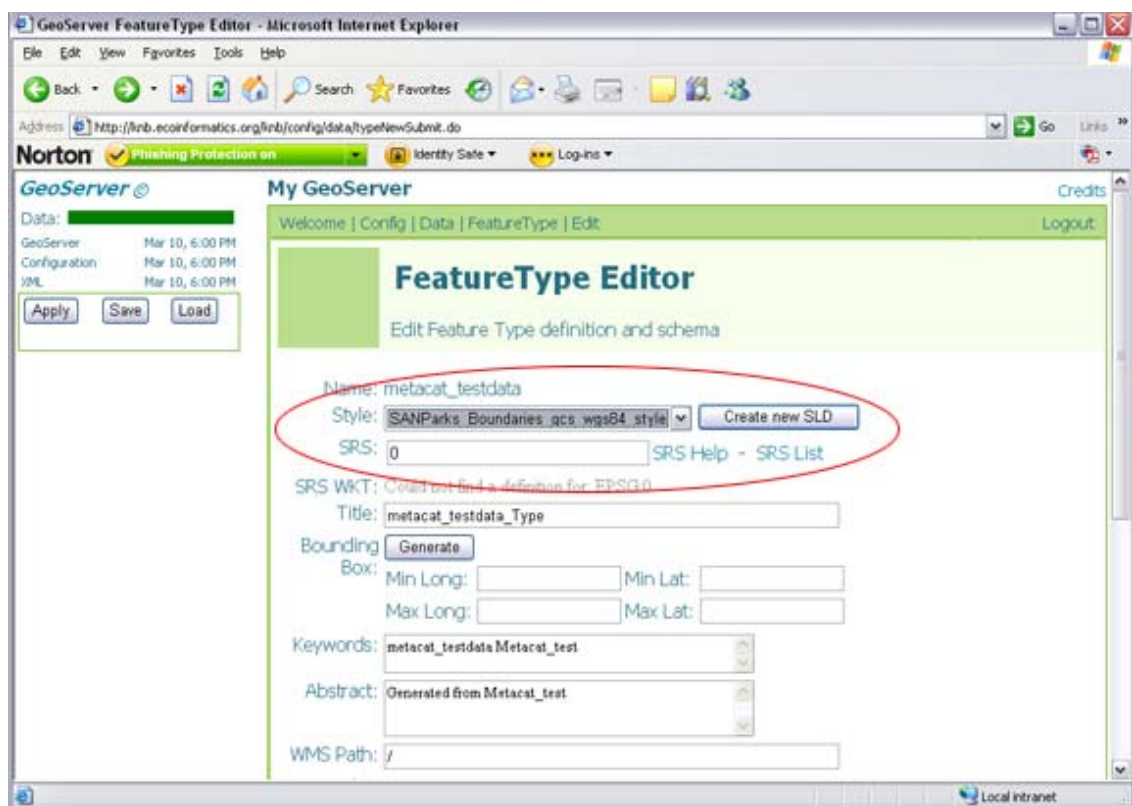 GeoServer FeatureType Editor - Microsoft Internet Explorer
File Edit View Favorites Tools Help
Back Search Favorites
Address http://knb.ecoinformatics.org/knb/config/data/typeNewSubmit.do Go Links »
Norton Phishing Protection on Identity Safe Log-ins
GeoServer ©
Data:
GeoServer Mar 10, 6:00 PM
Configuration Mar 10, 6:00 PM
XML Mar 10, 6:00 PM
Apply Save Load
My GeoServer Credits
Welcome | Config | Data | FeatureType | Edit Logout
FeatureType Editor
Edit Feature Type definition and schema
Name: metacat_testdata
Style: SANParks_Boundaries_gcs_wgs84_style Create new SLD
SRS: 0 SRS Help - SRS List
SRS WKT: Could not find a definition for: EPSG:0
Title: metacat_testdata_Type
Bounding Box: Generate
Min Long: Min Lat:
Max Long: Max Lat:
Keywords: metacat_testdata Metacat_test
Abstract: Generated from Metacat_test
WMS Path: /
Local intranet